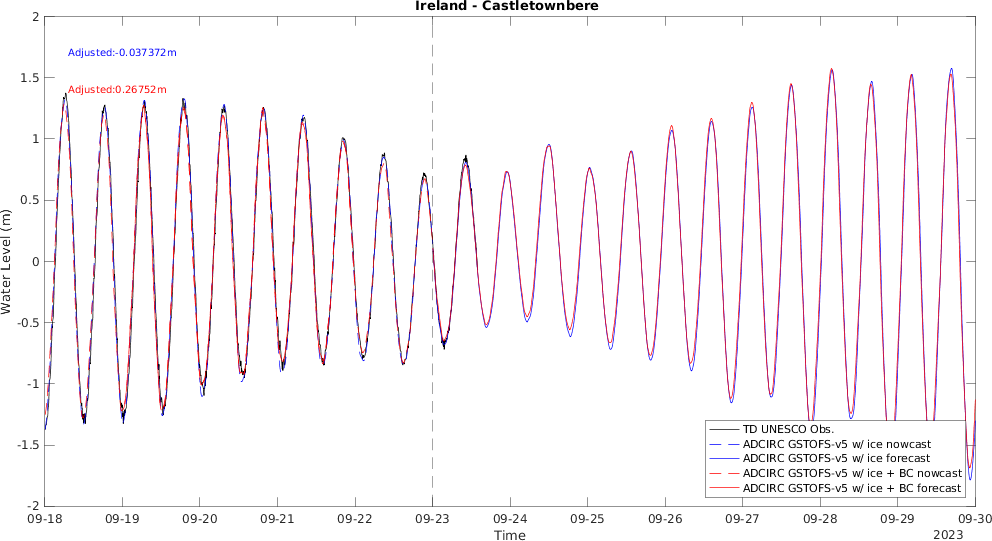 Ireland - Castletownbere
Adjusted:-0.037372m
Adjusted:0.26752m
Water Level (m)
2
1.5
1
0.5
0
-0.5
-1
-1.5
-2
TD UNESCO Obs.
ADCIRC GSTOFS-v5 w/ ice nowcast
ADCIRC GSTOFS-v5 w/ ice forecast
ADCIRC GSTOFS-v5 w/ ice + BC nowcast
ADCIRC GSTOFS-v5 w/ ice + BC forecast
09-18 09-19 09-20 09-21 09-22 09-23 09-24 09-25 09-26 09-27 09-28 09-29 09-30
Time
2023